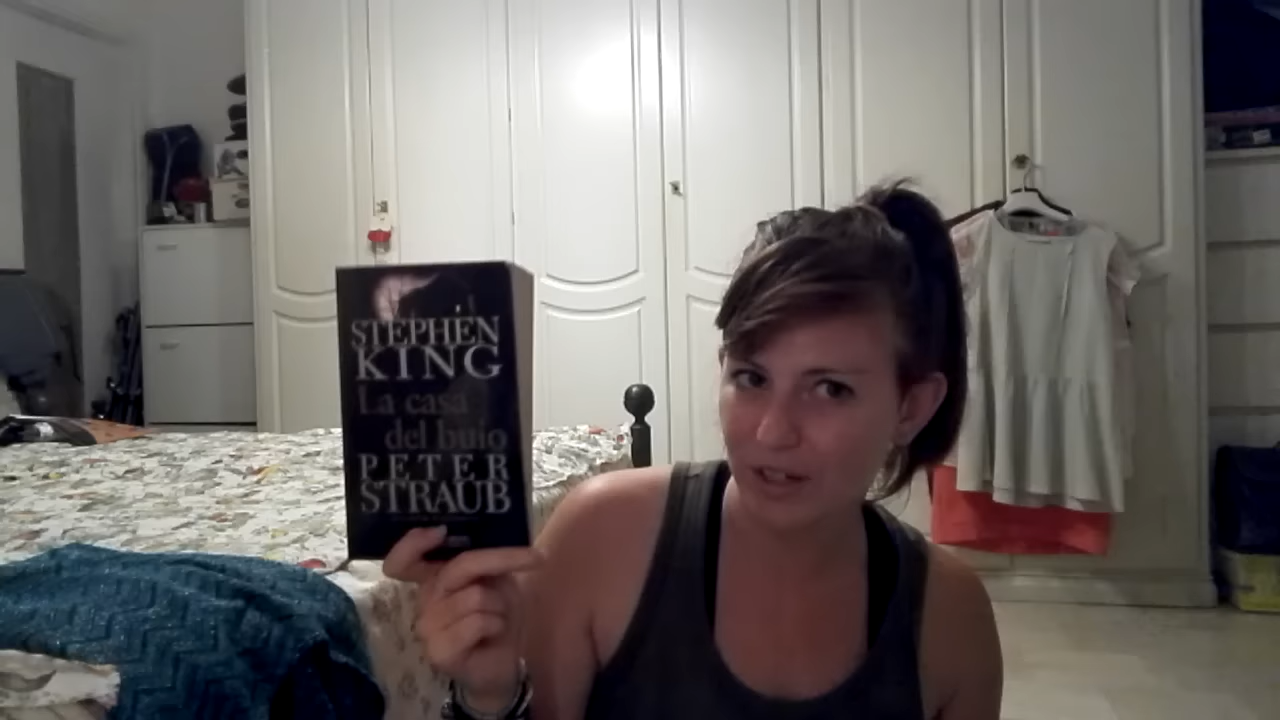 STEPHEN
KING
La casa
del buio
PETER
STRAUB